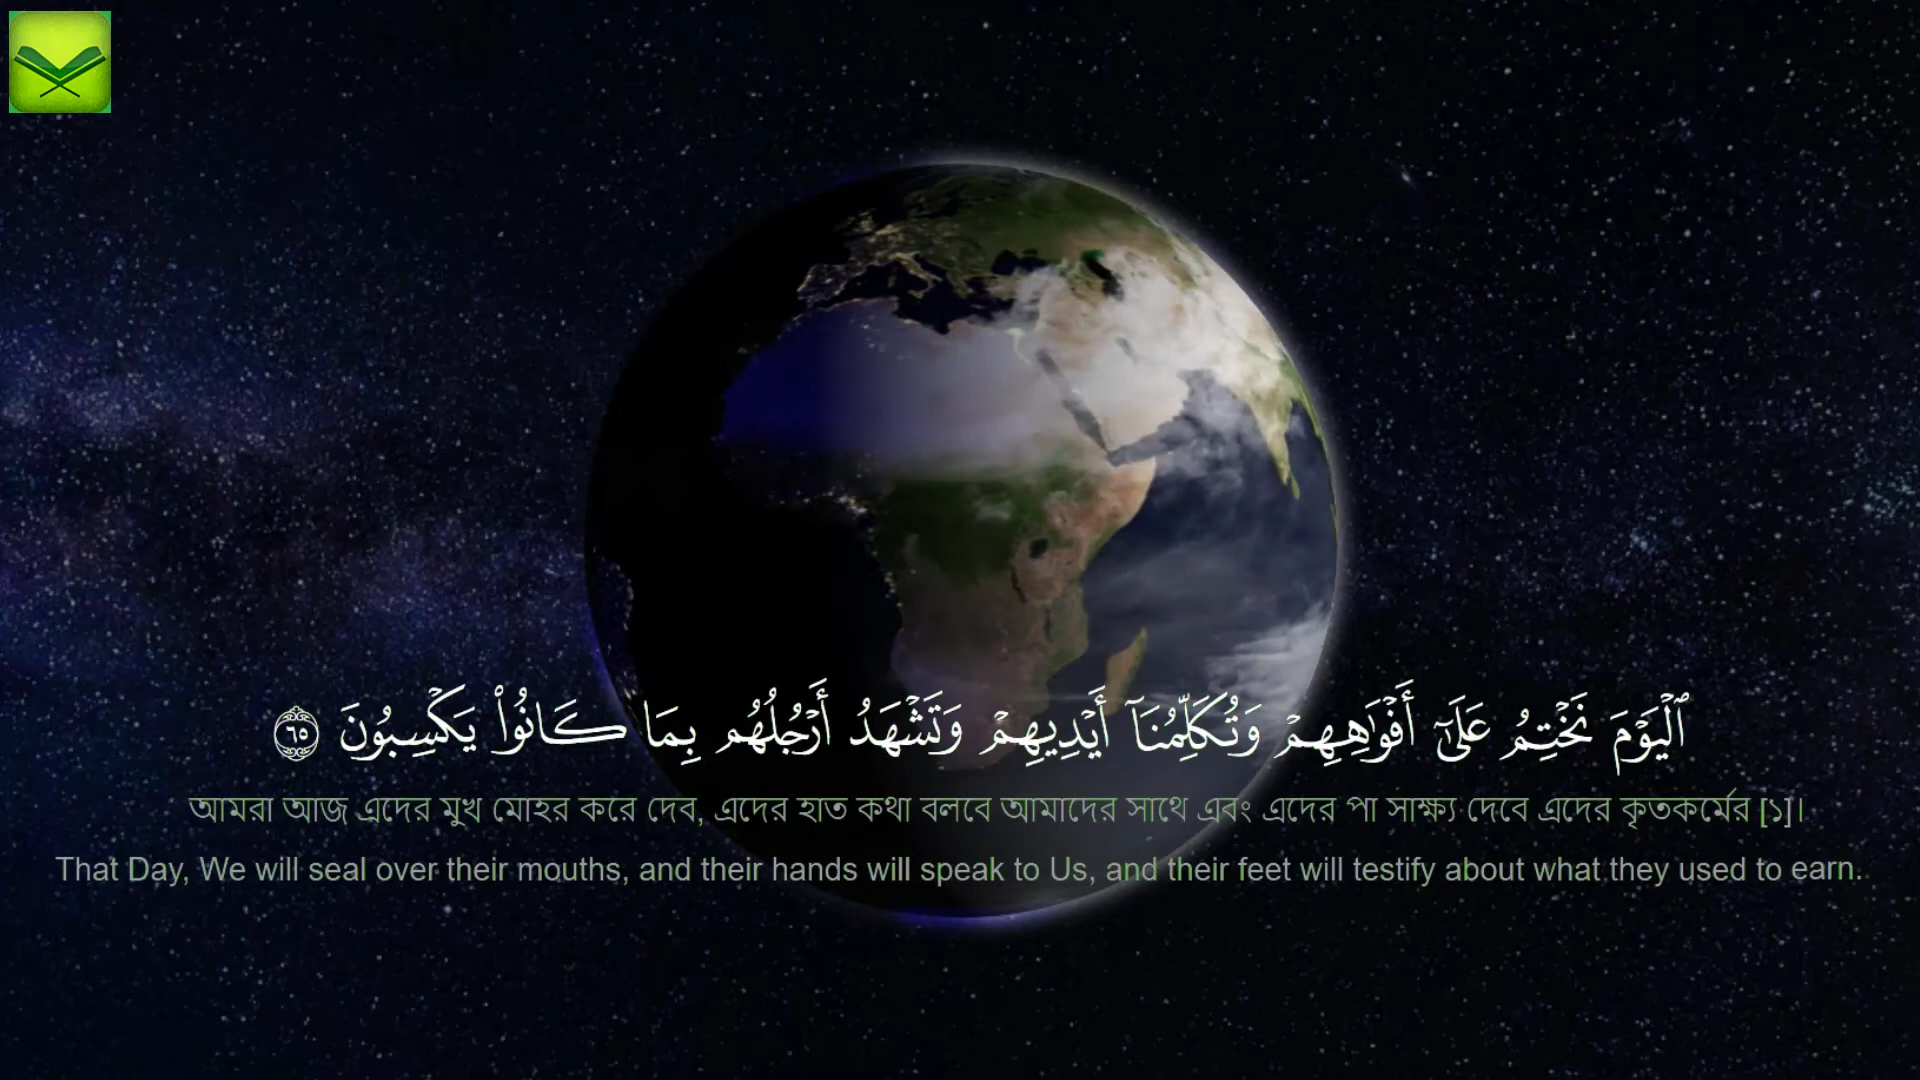 ٱلْيَوْمَ نَخْتِمُ عَلَىٰٓ أَفْوَٰهِهِمْ وَتُكَلِّمُنَآ أَيْدِيهِمْ وَتَشْهَدُ أَرْجُلُهُم بِمَا كَانُوا۟ يَكْسِبُونَ ٦٥
আমরা আজ এদের মুখ মোহর করে দেব, এদের হাত কথা বলবে আমাদের সাথে এবং এদের পা সাক্ষ্য দেবে এদের কৃতকর্মের [১]।
That Day, We will seal over their mouths, and their hands will speak to Us, and their feet will testify about what they used to earn.